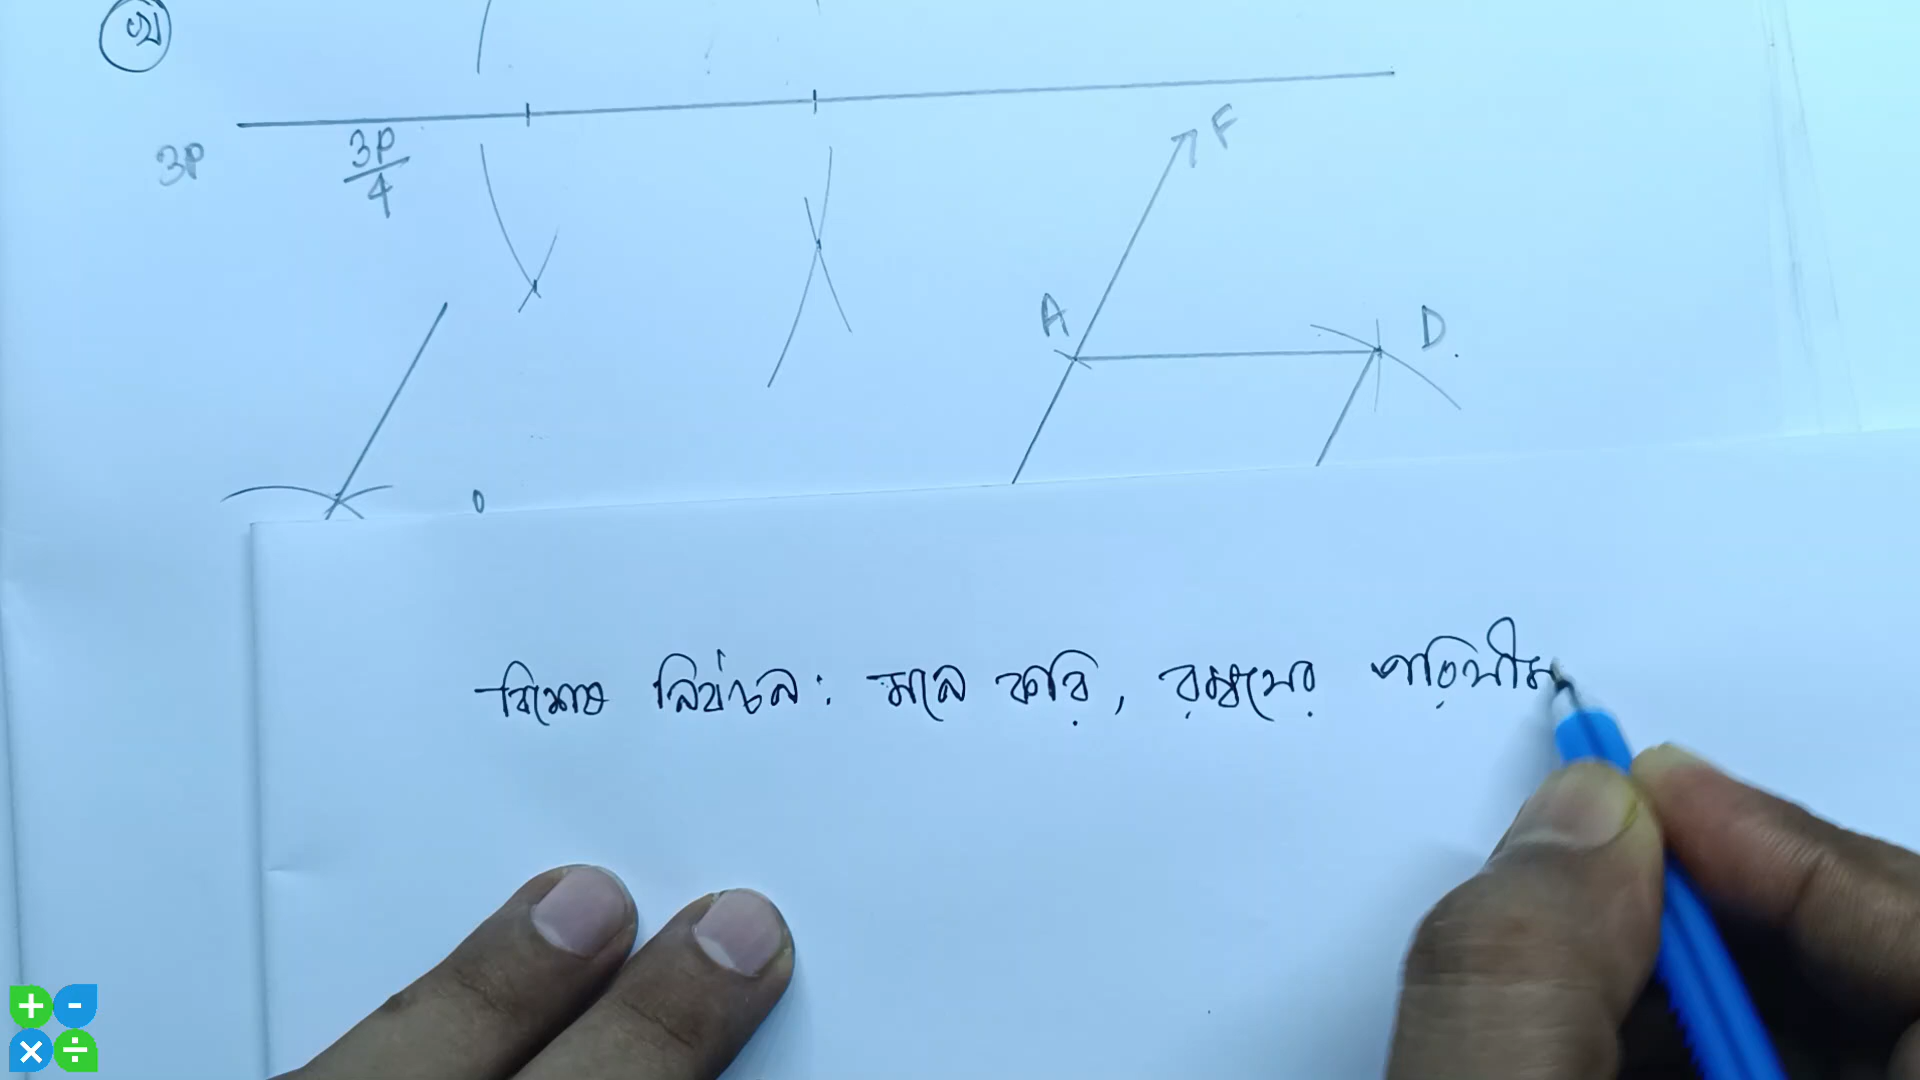 খ
F
3P
3P/4
A
D.
বিশেষ নির্বচন: মনে করি, রম্বসের পরিসীম
+ -
× ÷